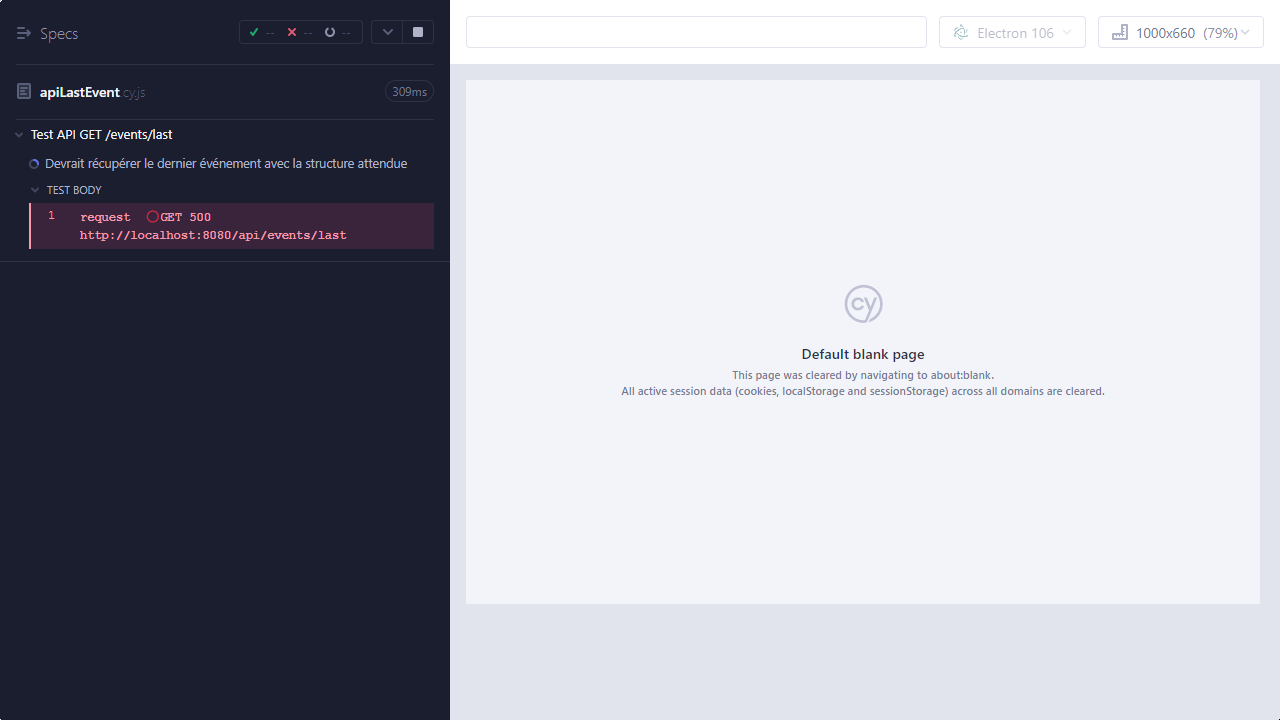 Specs
-- -- --
apiLastEvent cy.js
309ms
Test API GET /events/last
Devrait récupérer le dernier événement avec la structure attendue
TEST BODY
1 request GET 500
http://localhost:8080/api/events/last
Electron 106
1000x660 (79%)
cy
Default blank page
This page was cleared by navigating to about:blank.
All active session data (cookies, localStorage and sessionStorage) across all domains are cleared.